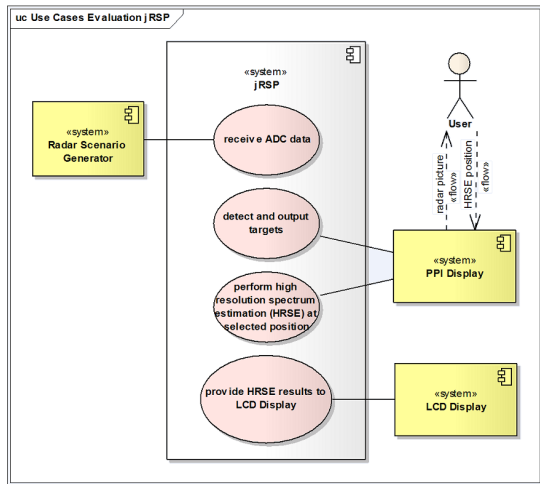 uc Use Cases Evaluation jRSP
«system»
jRSP
User
«system»
Radar Scenario
Generator
receive ADC data
radar picture
«flow»
HRSE position
«flow»
detect and output
targets
«system»
PPI Display
perform high
resolution spectrum
estimation (HRSE) at
selected position
provide HRSE results to
LCD Display
«system»
LCD Display